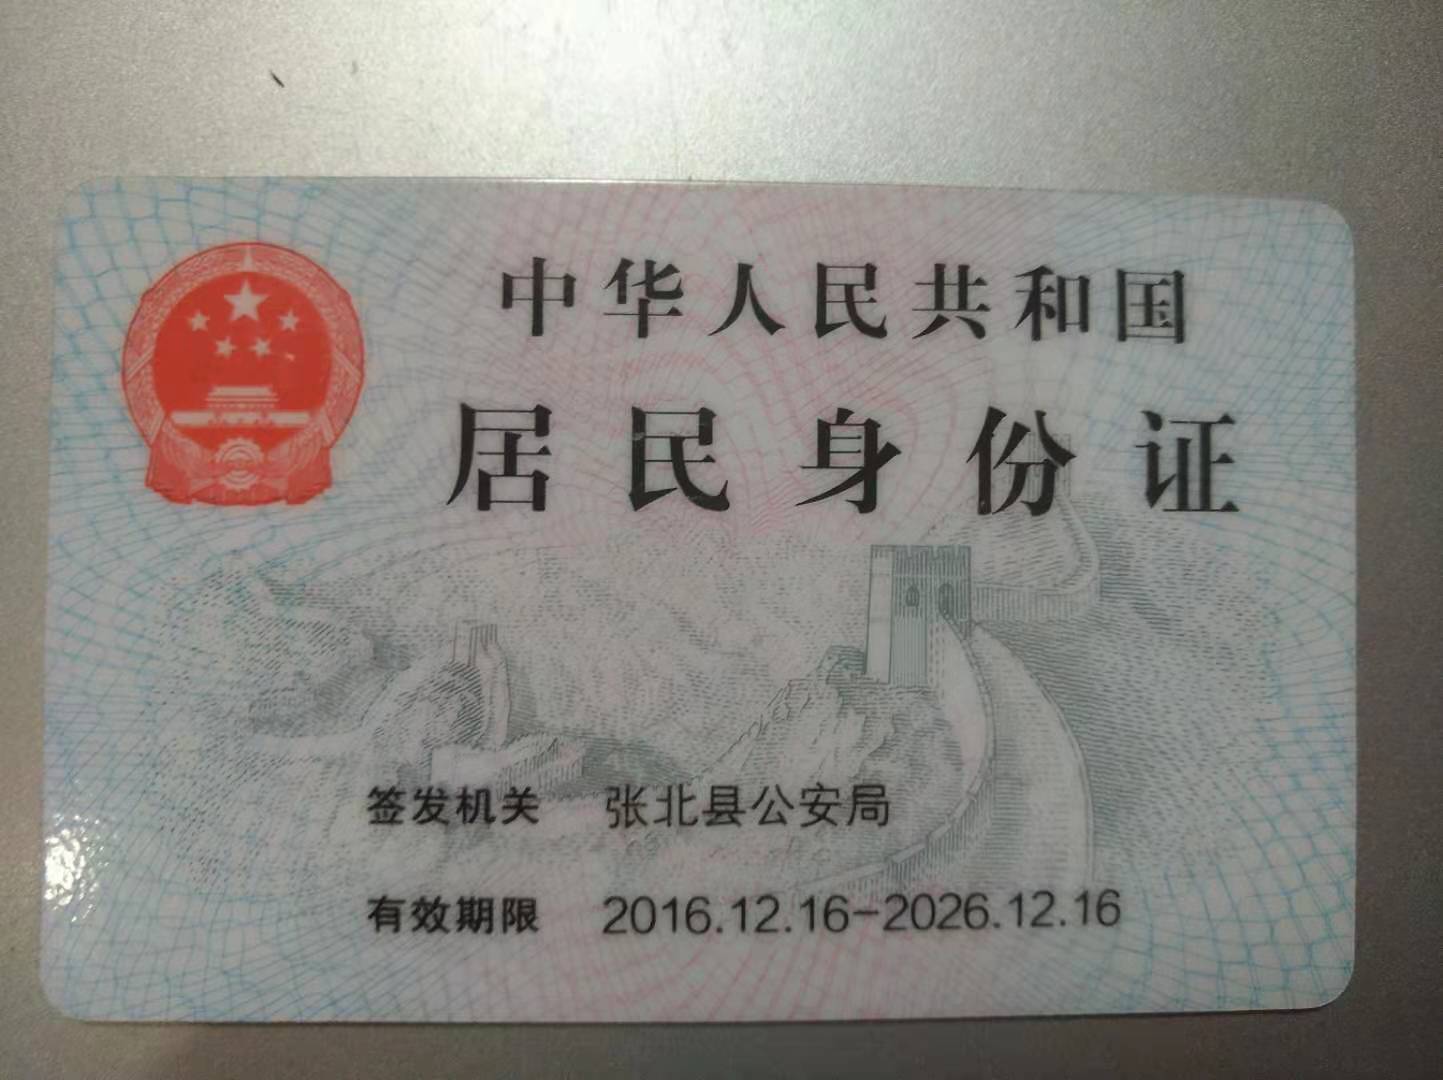 中华人民共和国
居民身份证
签发机关 张北县公安局
有效期限 2016.12.16-2026.12.16